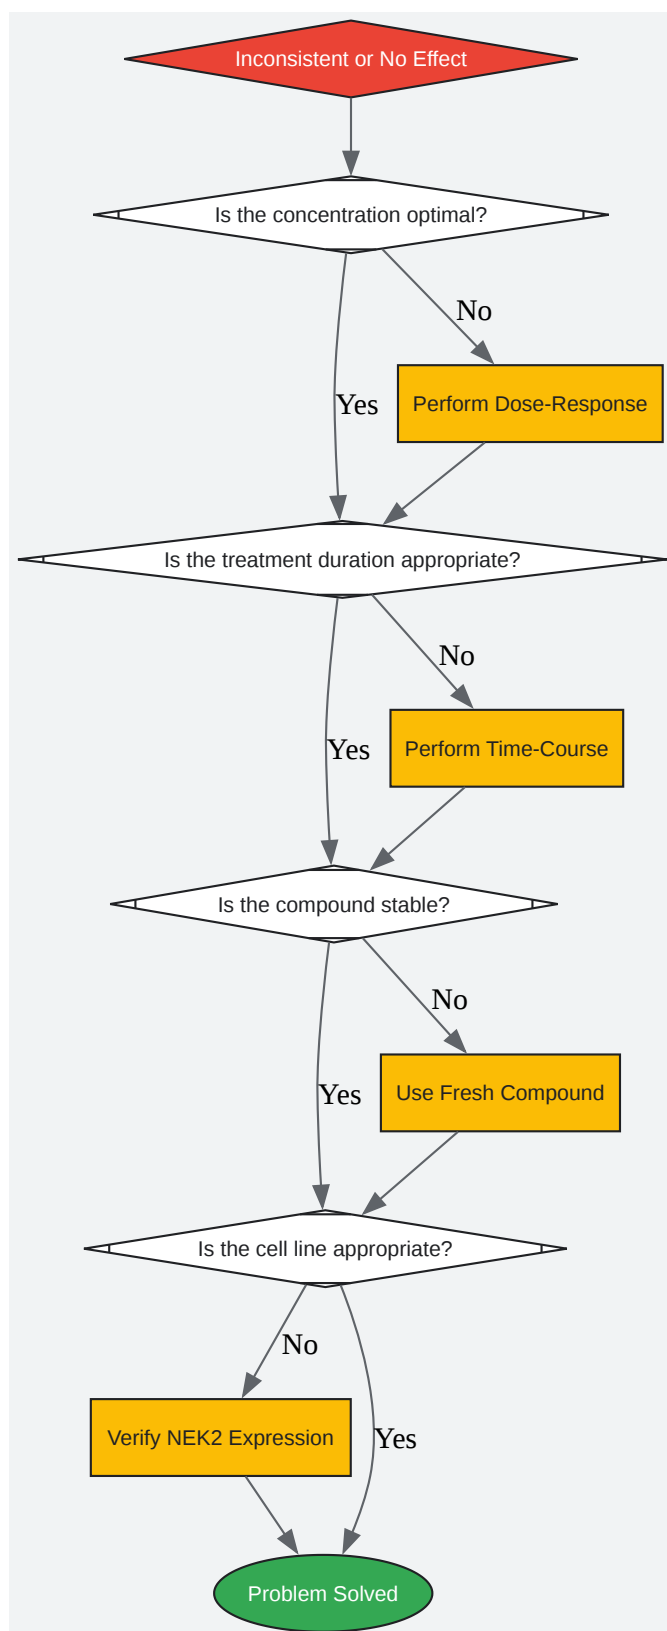 Inconsistent or No Effect
Is the concentration optimal?
No
Yes
Perform Dose-Response
Is the treatment duration appropriate?
No
Yes
Perform Time-Course
Is the compound stable?
No
Yes
Use Fresh Compound
Is the cell line appropriate?
No
Verify NEK2 Expression
Yes
Problem Solved